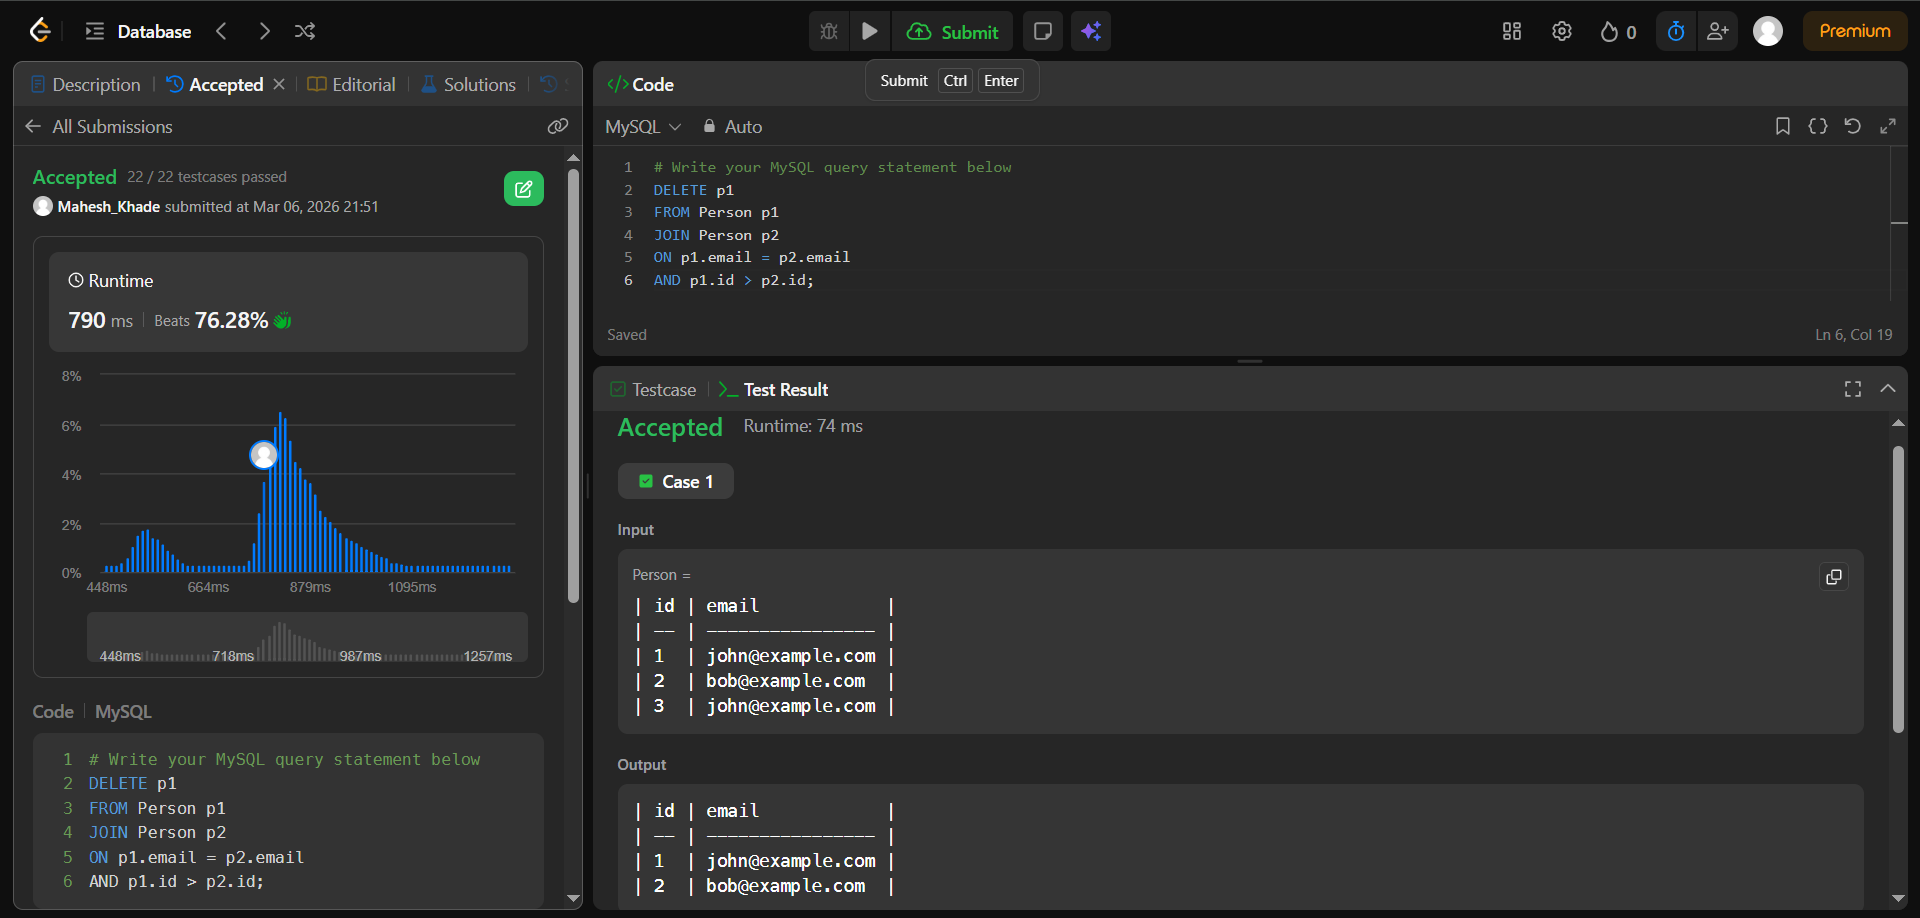 Database
Submit
0
Premium
Description
Accepted
Editorial
Solutions
All Submissions
Accepted 22 / 22 testcases passed
Mahesh_Khade submitted at Mar 06, 2026 21:51
Runtime
790 ms Beats 76.28%
8%
6%
4%
2%
0%
448ms 664ms 879ms 1095ms
448ms 718ms 987ms 1257ms
Code MySQL
1 # Write your MySQL query statement below
2 DELETE p1
3 FROM Person p1
4 JOIN Person p2
5 ON p1.email = p2.email
6 AND p1.id > p2.id;
</> Code
Submit Ctrl Enter
MySQL Auto
1 # Write your MySQL query statement below
2 DELETE p1
3 FROM Person p1
4 JOIN Person p2
5 ON p1.email = p2.email
6 AND p1.id > p2.id;
Saved
Ln 6, Col 19
Testcase
Test Result
Accepted Runtime: 74 ms
Case 1
Input
Person =
| id | email |
| -- | ---------------- |
| 1 | john@example.com |
| 2 | bob@example.com |
| 3 | john@example.com |
Output
| id | email |
| -- | ---------------- |
| 1 | john@example.com |
| 2 | bob@example.com |